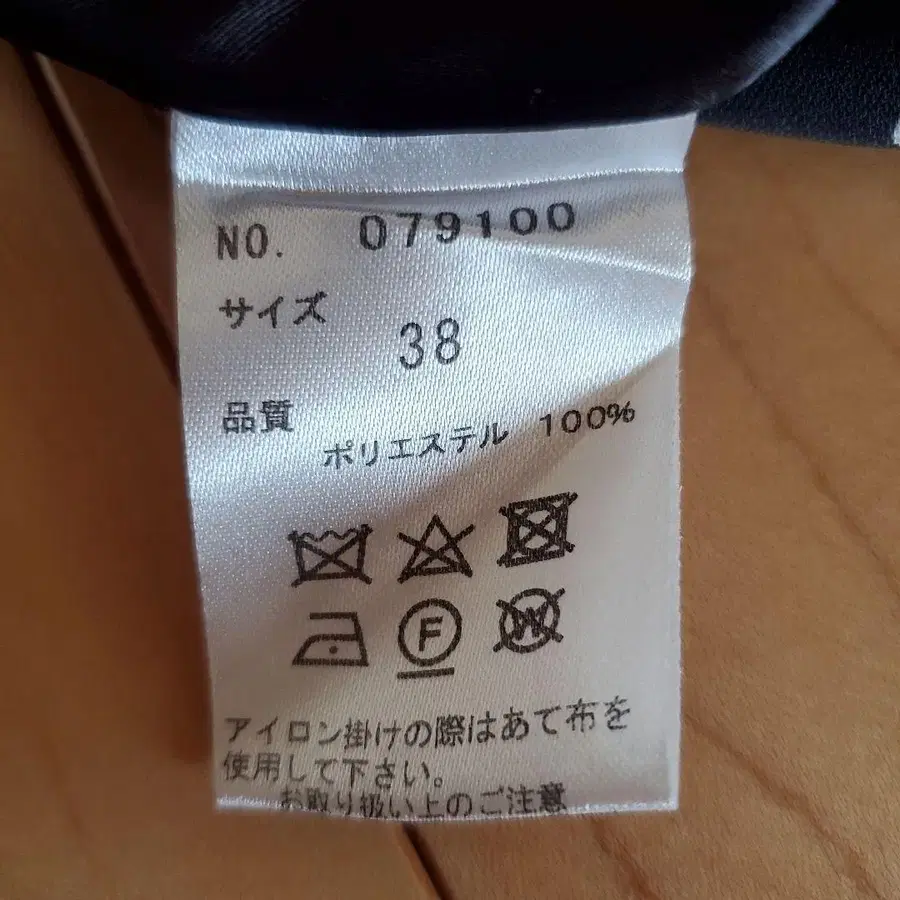 NO. 079100
サイズ
38
品質
ポリエステル 100%
F
W
アイロン掛けの際はあて布を
使用して下さい。
お取り扱い上のご注意